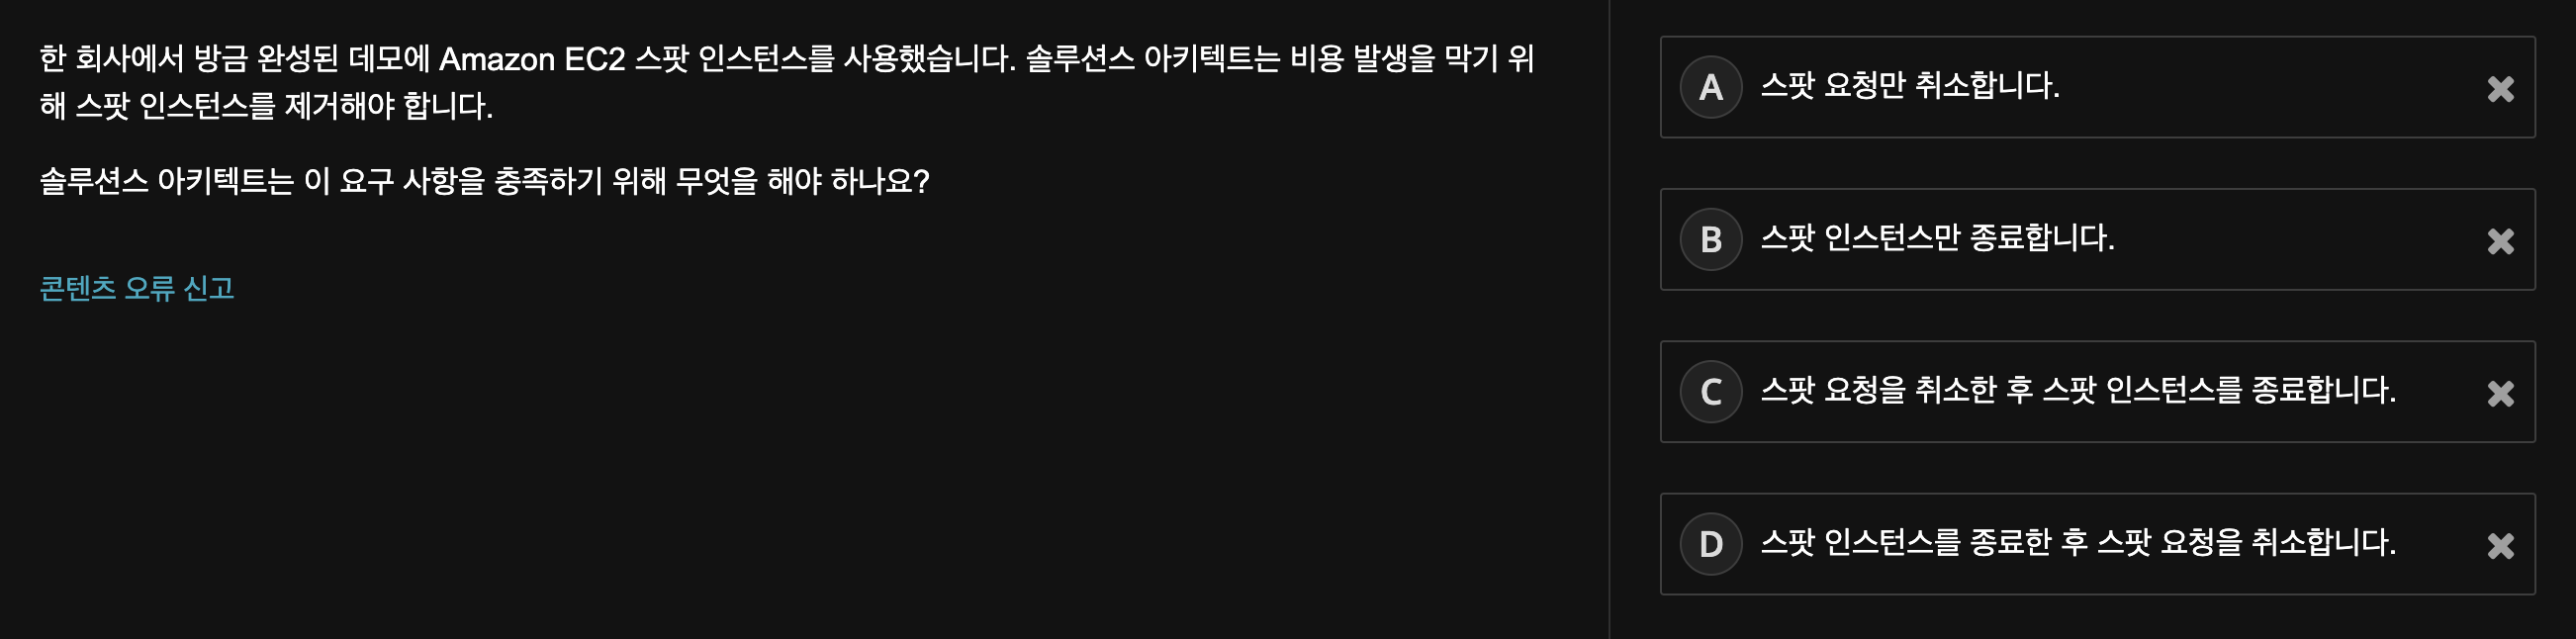 한 회사에서 방금 완성된 데모에 Amazon EC2 스팟 인스턴스를 사용했습니다. 솔루션스 아키텍트는 비용 발생을 막기 위
해 스팟 인스턴스를 제거해야 합니다.
솔루션스 아키텍트는 이 요구 사항을 충족하기 위해 무엇을 해야 하나요?
콘텐츠 오류 신고
A 스팟 요청만 취소합니다.
B 스팟 인스턴스만 종료합니다.
C 스팟 요청을 취소한 후 스팟 인스턴스를 종료합니다.
D 스팟 인스턴스를 종료한 후 스팟 요청을 취소합니다.